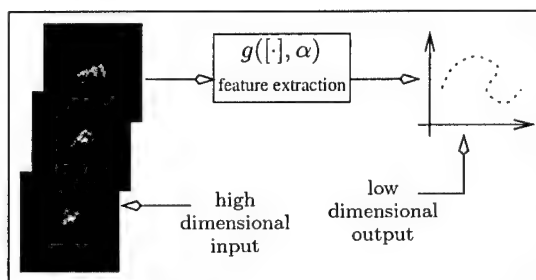 g([·], α)
feature extraction
high
dimensional
input
low
dimensional
output